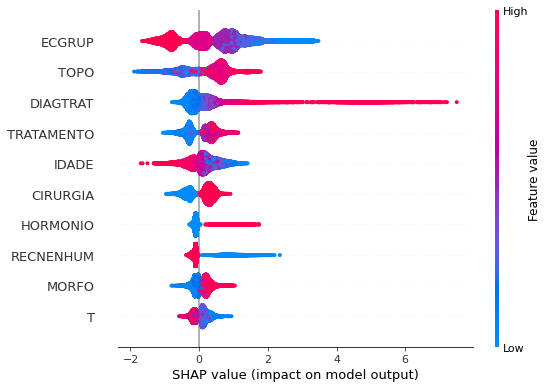 High
ECGRUP
TOPO
DIAGTRAT
TRATAMENTO
IDADE
CIRURGIA
HORMONIO
RECNENHUM
MORFO
T
Feature value
Low
−2 0 2 4 6
SHAP value (impact on model output)